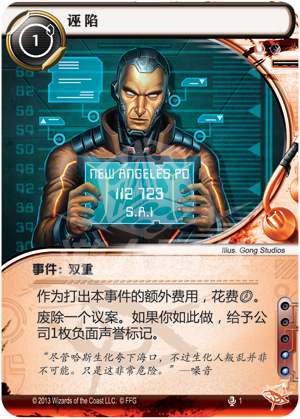 1
诬陷
NEW ANGELES PD
112 723
S.A.I
Illus. Gong Studios
事件: 双重
作为打出本事件的额外费用，花费。
废除一个议案。如果你如此做，给予公
司1枚负面声誉标记。
“尽管哈斯生化夸下海口，不过生化人叛乱并非
不可能。只是这非常危险。”—噪音
© 2013 Wizards of the Coast LLC. © FFG
1